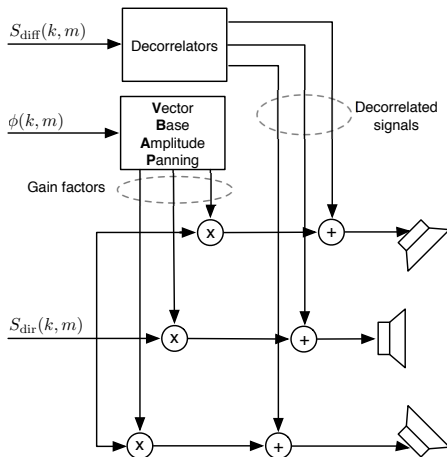 S_diff(k, m)
Decorrelators
Decorrelated
signals
ϕ(k, m)
Vector
Base
Amplitude
Panning
Gain factors
x
+
S_dir(k, m)
x
+
x
+